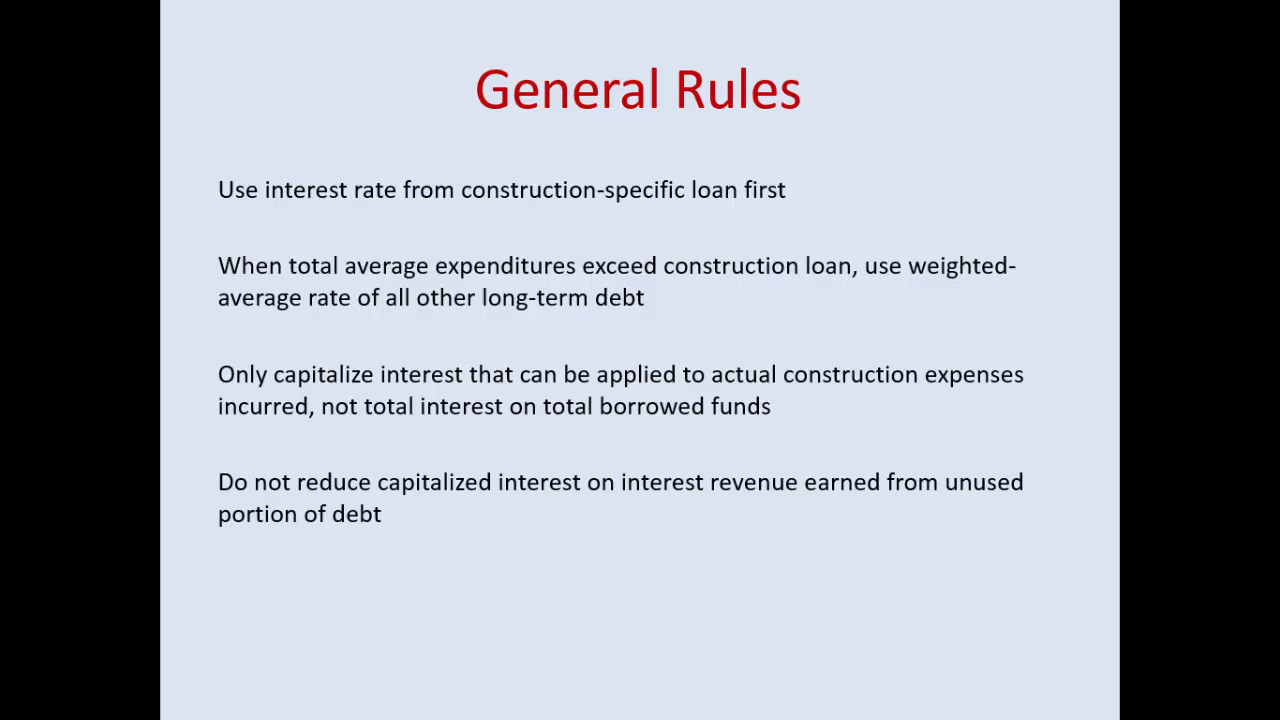 General Rules
Use interest rate from construction-specific loan first
When total average expenditures exceed construction loan, use weighted-
average rate of all other long-term debt
Only capitalize interest that can be applied to actual construction expenses
incurred, not total interest on total borrowed funds
Do not reduce capitalized interest on interest revenue earned from unused
portion of debt